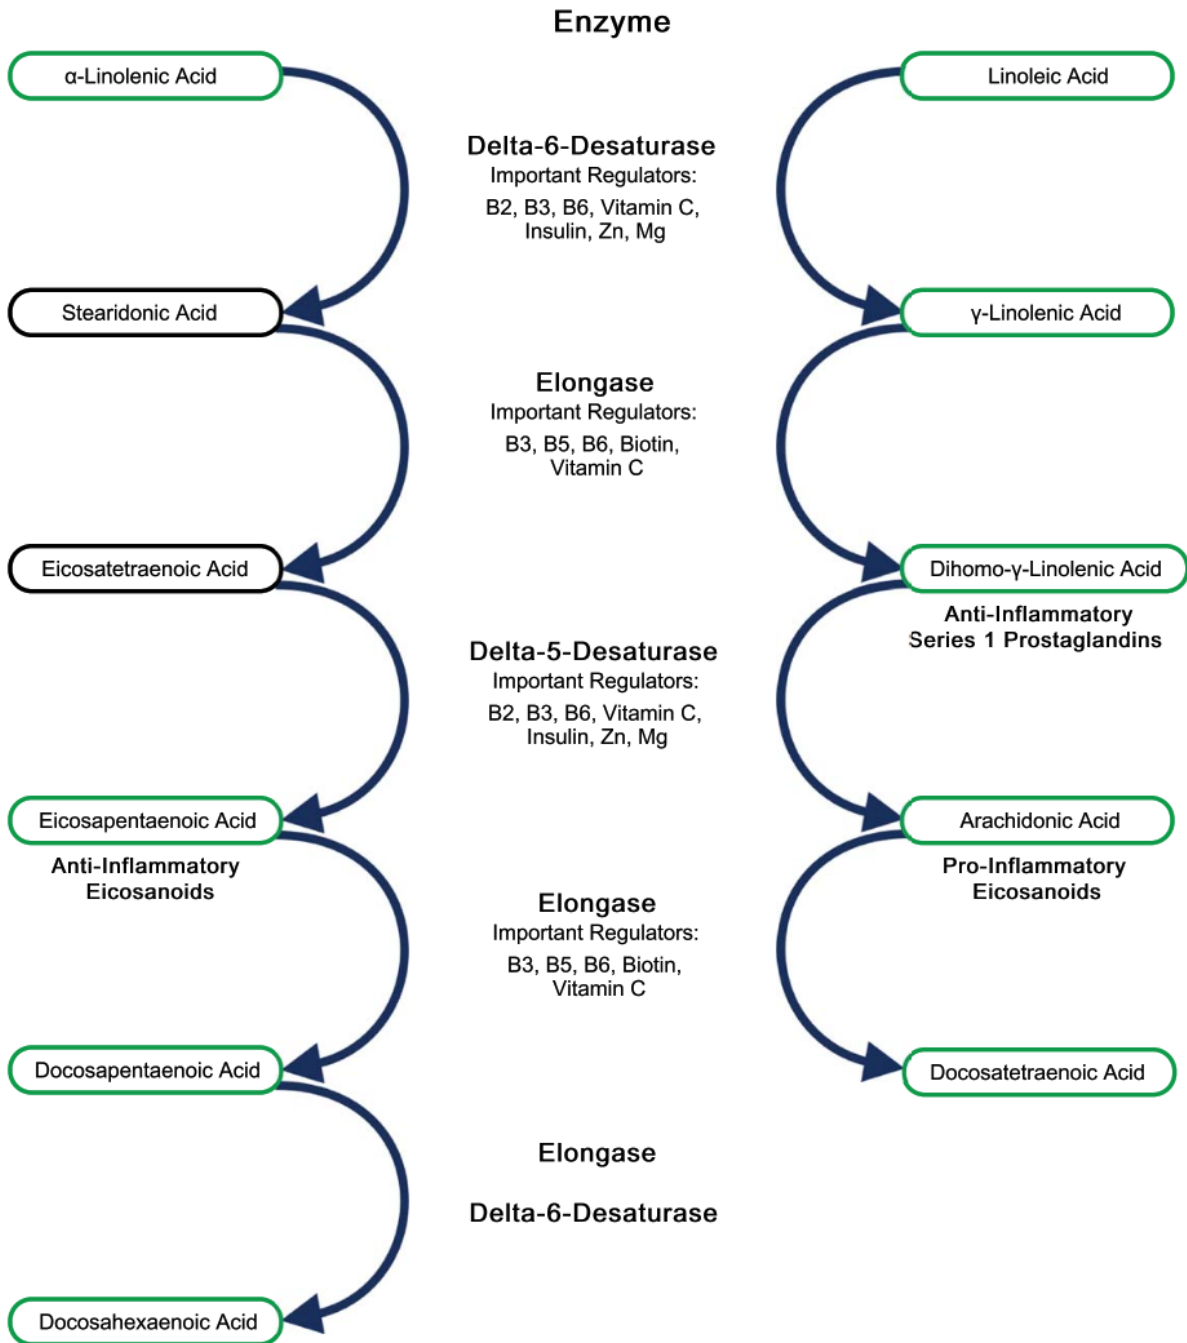 Enzyme
α-Linolenic Acid
Linoleic Acid
Delta-6-Desaturase
Important Regulators:
B2, B3, B6, Vitamin C,
Insulin, Zn, Mg
Stearidonic Acid
γ-Linolenic Acid
Elongase
Important Regulators:
B3, B5, B6, Biotin,
Vitamin C
Eicosatetraenoic Acid
Dihomo-γ-Linolenic Acid
Anti-Inflammatory
Series 1 Prostaglandins
Delta-5-Desaturase
Important Regulators:
B2, B3, B6, Vitamin C,
Insulin, Zn, Mg
Eicosapentaenoic Acid
Anti-Inflammatory
Eicosanoids
Arachidonic Acid
Pro-Inflammatory
Eicosanoids
Elongase
Important Regulators:
B3, B5, B6, Biotin,
Vitamin C
Docosapentaenoic Acid
Docosatetraenoic Acid
Elongase
Delta-6-Desaturase
Docosahexaenoic Acid